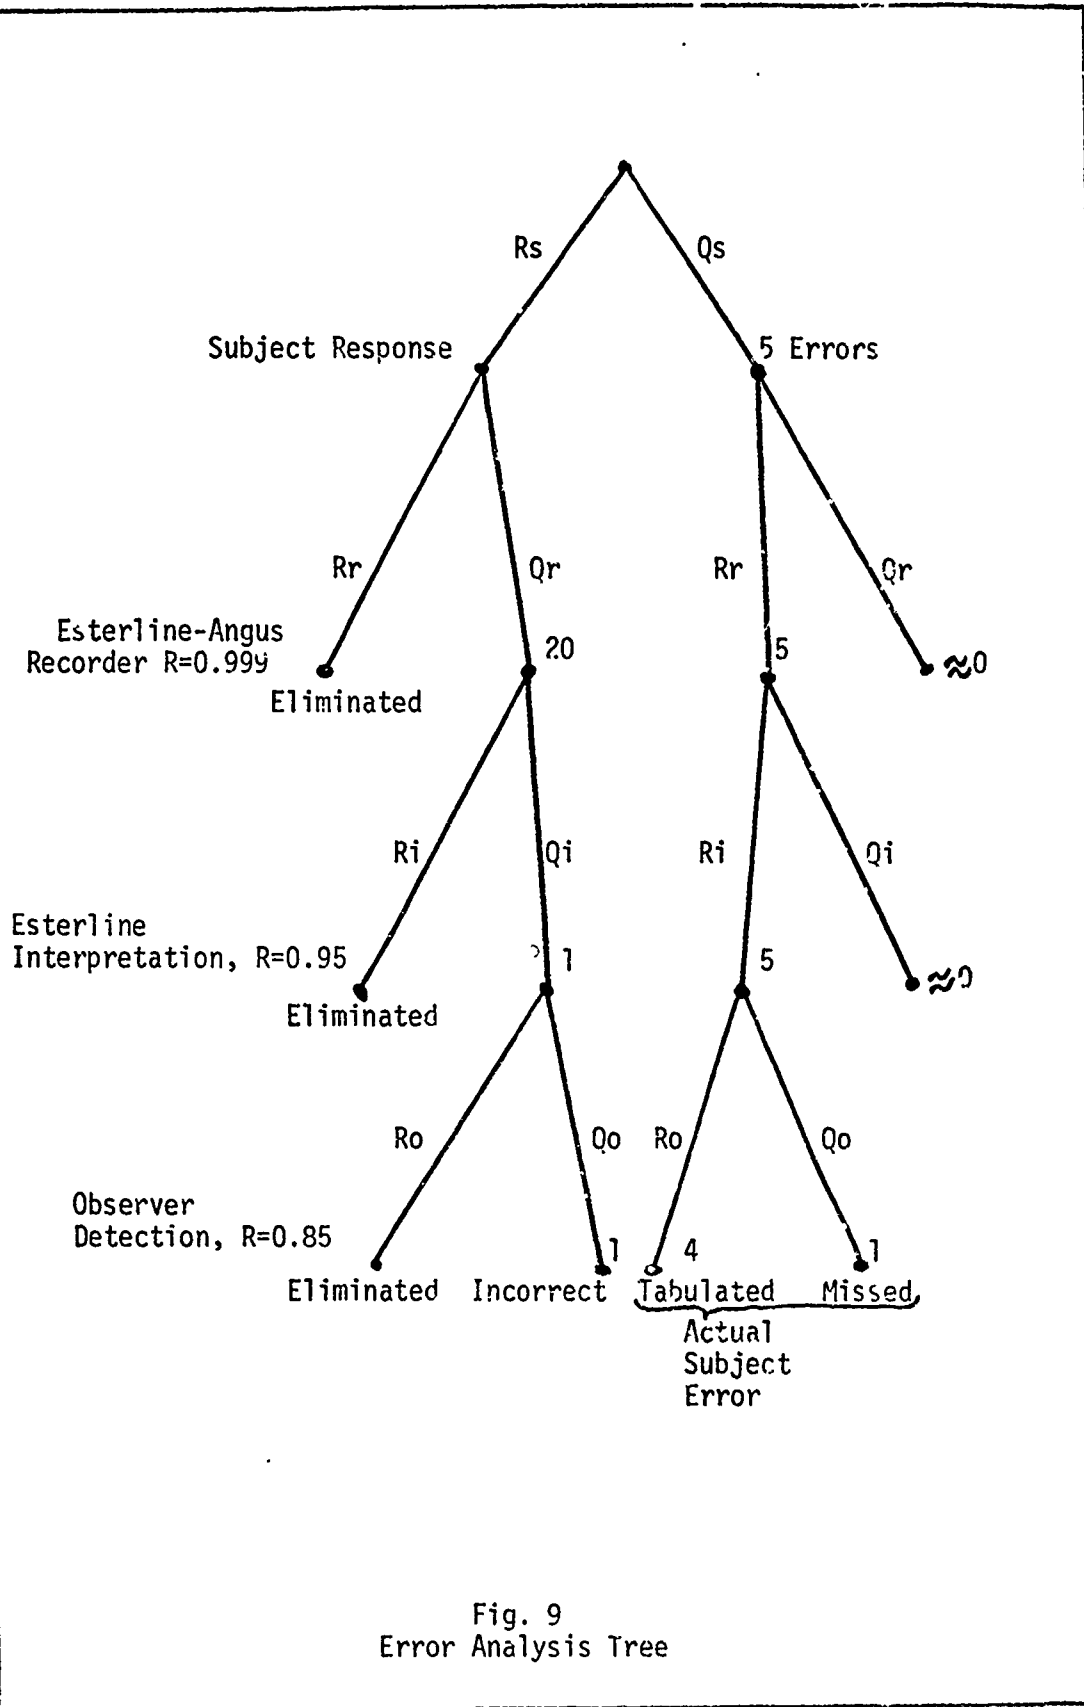 Rs
Qs
Subject Response
5 Errors
Rr
Qr
Rr
Qr
Esterline-Angus
Recorder R=0.999
20
5
≈0
Eliminated
Ri
Qi
Ri
Qi
Esterline
Interpretation, R=0.95
1
5
≈0
Eliminated
Ro
Qo
Ro
Qo
Observer
Detection, R=0.85
1
4
1
Eliminated
Incorrect
Tabulated
Missed
Actual
Subject
Error
Fig. 9
Error Analysis Tree